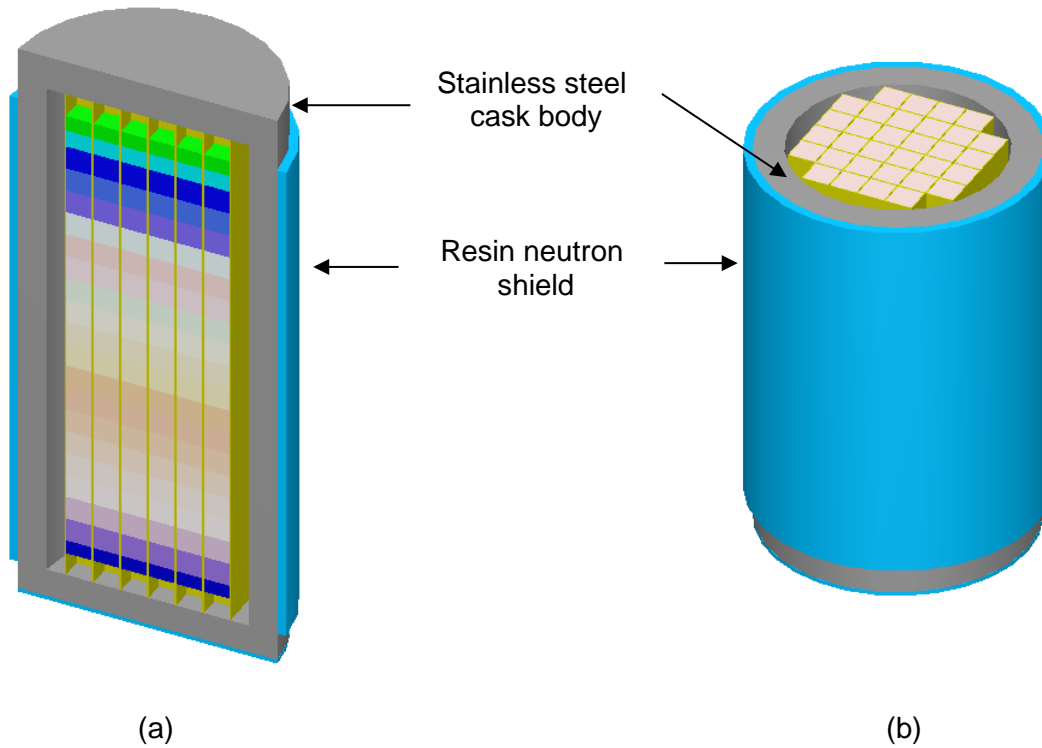 Stainless steel
cask body
Resin neutron
shield
(a)
(b)